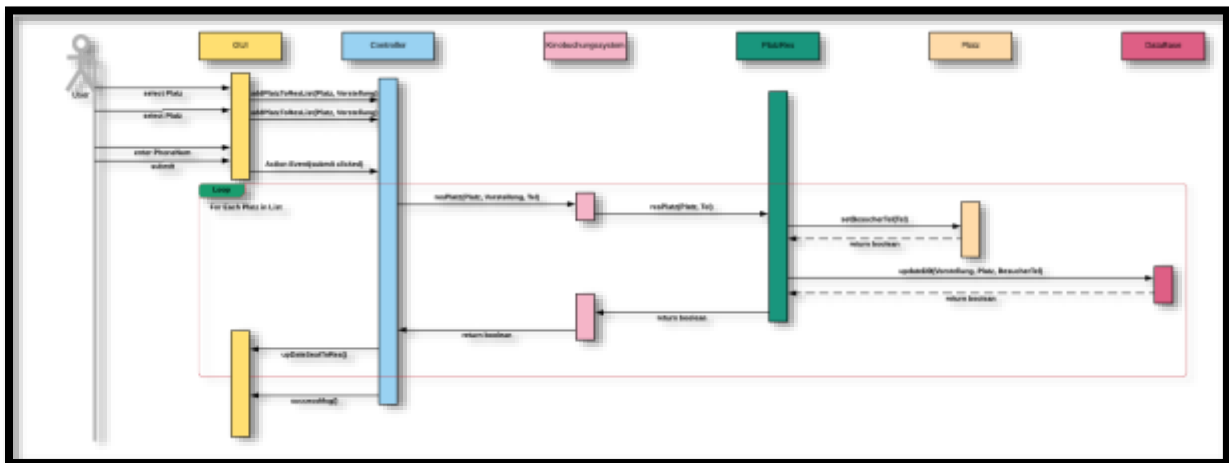 GUI
Controller
Kinobuchungssystem
PlatzRes
Platz
DataBase
User
select Platz
addPlatzToResList(Platz, Vorstellung)
select Platz
addPlatzToResList(Platz, Vorstellung)
enter PhoneNum
submit
Action Event(submit clicked)
Loop
For Each Platz in List
resPlatz(Platz, Vorstellung, Tel)
resPlatz(Platz, Tel)
setBesucherTel(Tel)
return boolean
updateDB(Vorstellung, Platz, BesucherTel)
return boolean
return boolean
return boolean
upDateSeatToRes()
successMsg()